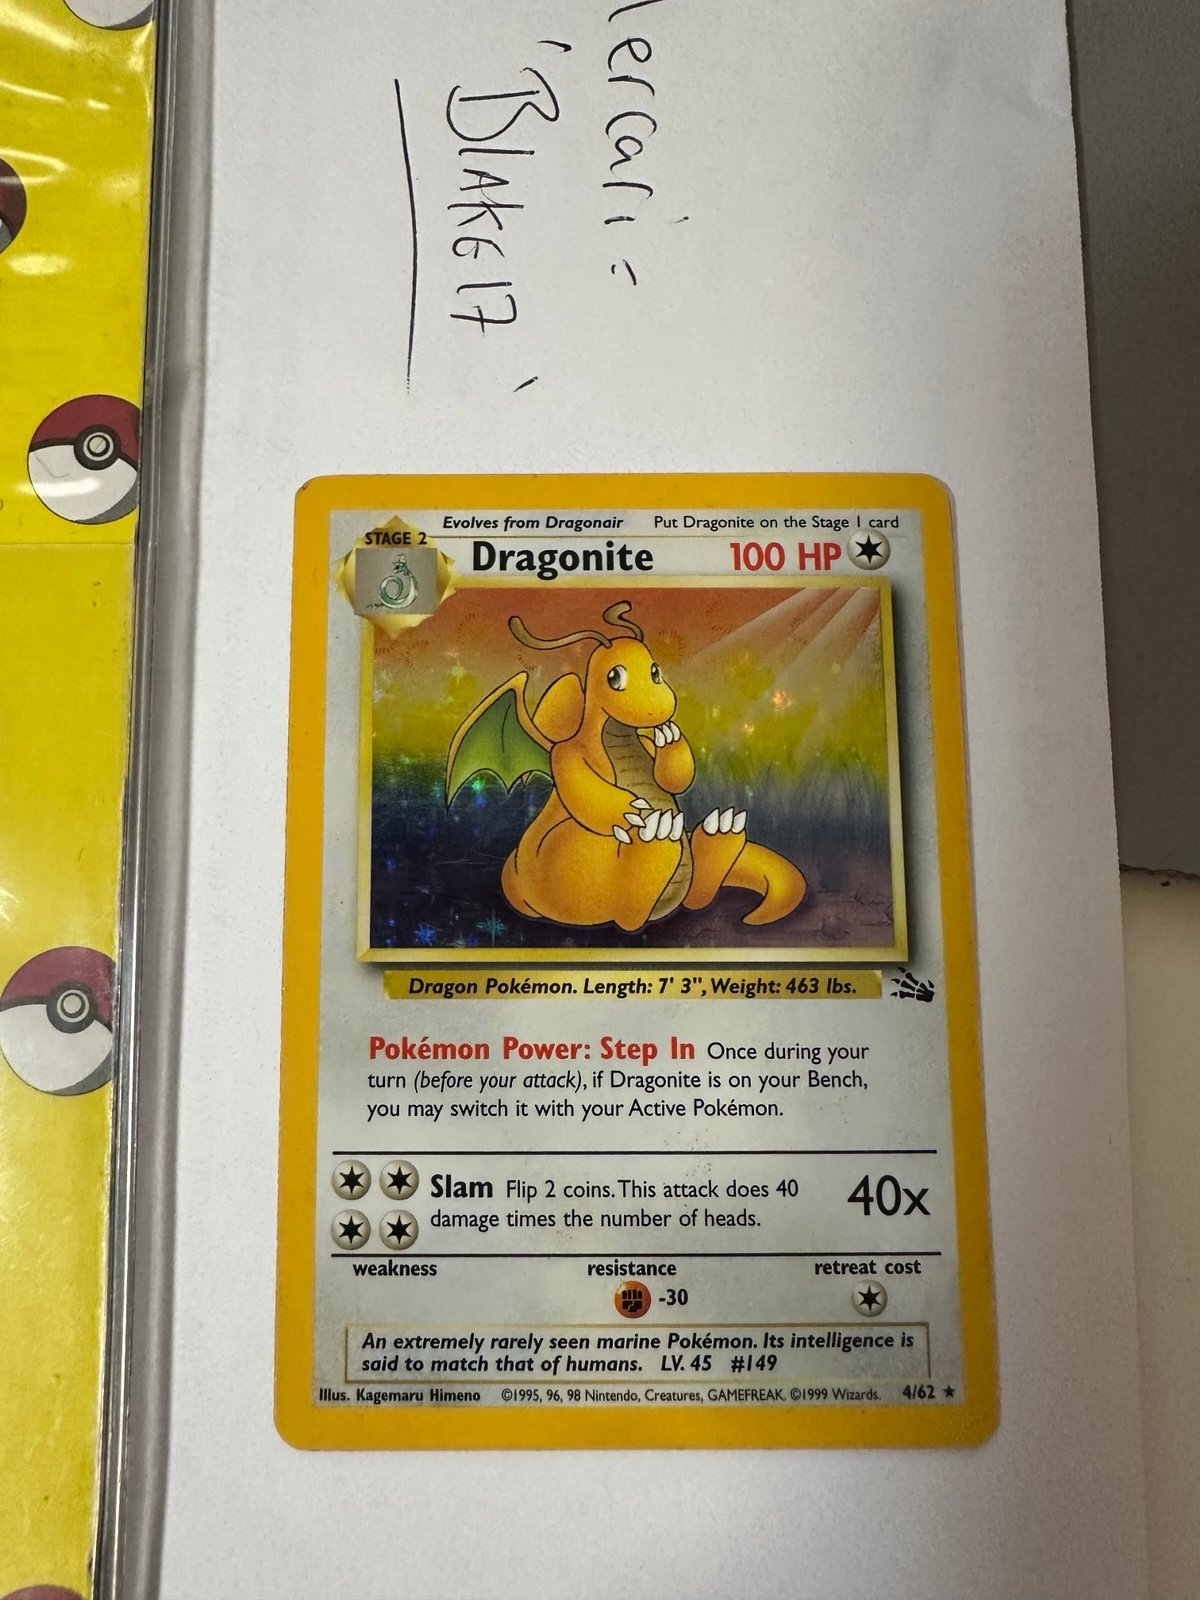 ercari:
'BLAKE17'
Evolves from Dragonair Put Dragonite on the Stage 1 card
STAGE 2
Dragonite 100 HP
Dragon Pokémon. Length: 7' 3", Weight: 463 lbs.
Pokémon Power: Step In Once during your
turn (before your attack), if Dragonite is on your Bench,
you may switch it with your Active Pokémon.
Slam Flip 2 coins. This attack does 40
damage times the number of heads.
40x
weakness resistance retreat cost
-30
An extremely rarely seen marine Pokémon. Its intelligence is
said to match that of humans. LV. 45 #149
Illus. Kagemaru Himeno ©1995, 96, 98 Nintendo, Creatures, GAMEFREAK. ©1999 Wizards. 4/62 ★